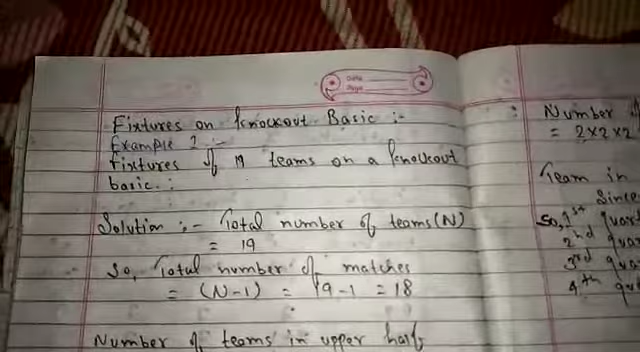 Date
Page
Fixtures on knockout Basic :-
Example :-
Fixtures of 19 teams on a knockout
basic :
Solution :- Total number of teams (N)
= 19
So, Total number of matches
= (N-1) = 19-1 = 18
Number of teams in upper half
Number
= 2×2×2
Team in
Since
So, 1st quar
2nd qua
3rd qua
4th qu